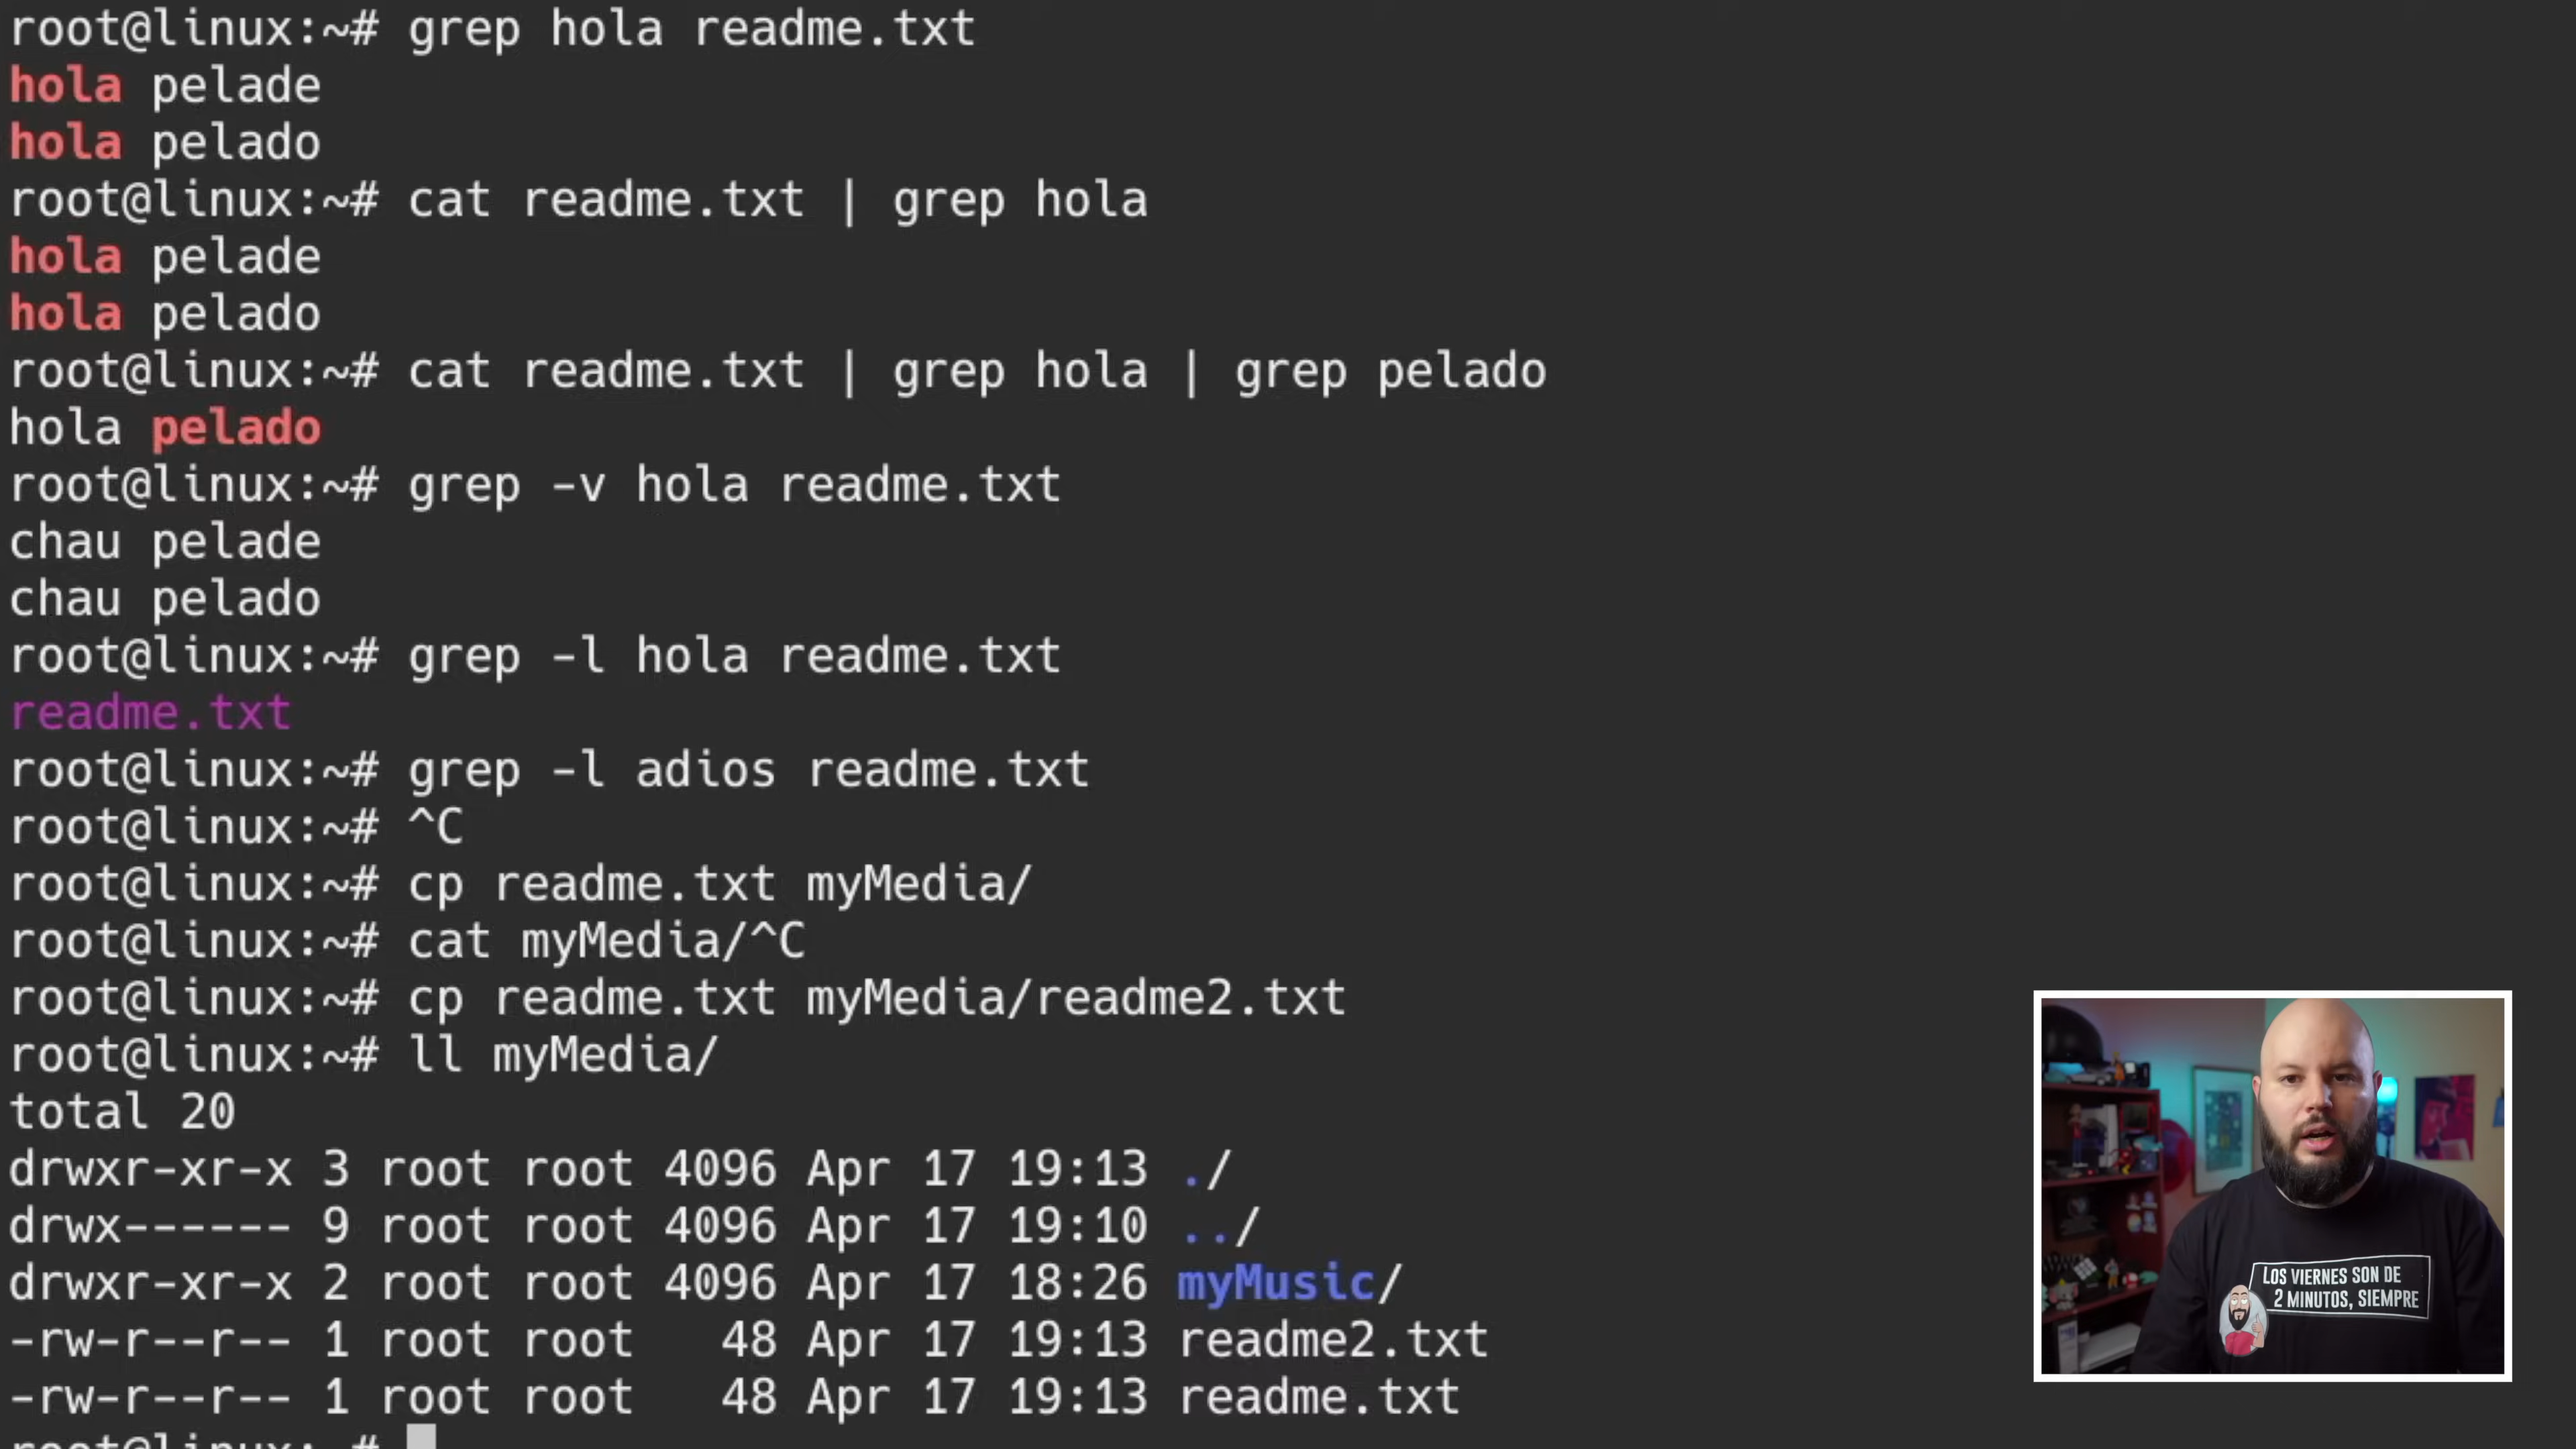 root@linux:~# grep hola readme.txt
hola pelade
hola pelado
root@linux:~# cat readme.txt | grep hola
hola pelade
hola pelado
root@linux:~# cat readme.txt | grep hola | grep pelado
hola pelado
root@linux:~# grep -v hola readme.txt
chau pelade
chau pelado
root@linux:~# grep -l hola readme.txt
readme.txt
root@linux:~# grep -l adios readme.txt
root@linux:~# ^C
root@linux:~# cp readme.txt myMedia/
root@linux:~# cat myMedia/^C
root@linux:~# cp readme.txt myMedia/readme2.txt
root@linux:~# ll myMedia/
total 20
drwxr-xr-x 3 root root 4096 Apr 17 19:13 ./
drwx------ 9 root root 4096 Apr 17 19:10 ../
drwxr-xr-x 2 root root 4096 Apr 17 18:26 myMusic/
-rw-r--r-- 1 root root   48 Apr 17 19:13 readme2.txt
-rw-r--r-- 1 root root   48 Apr 17 19:13 readme.txt
root@linux:~#
LOS VIERNES SON DE
2 MINUTOS, SIEMPRE